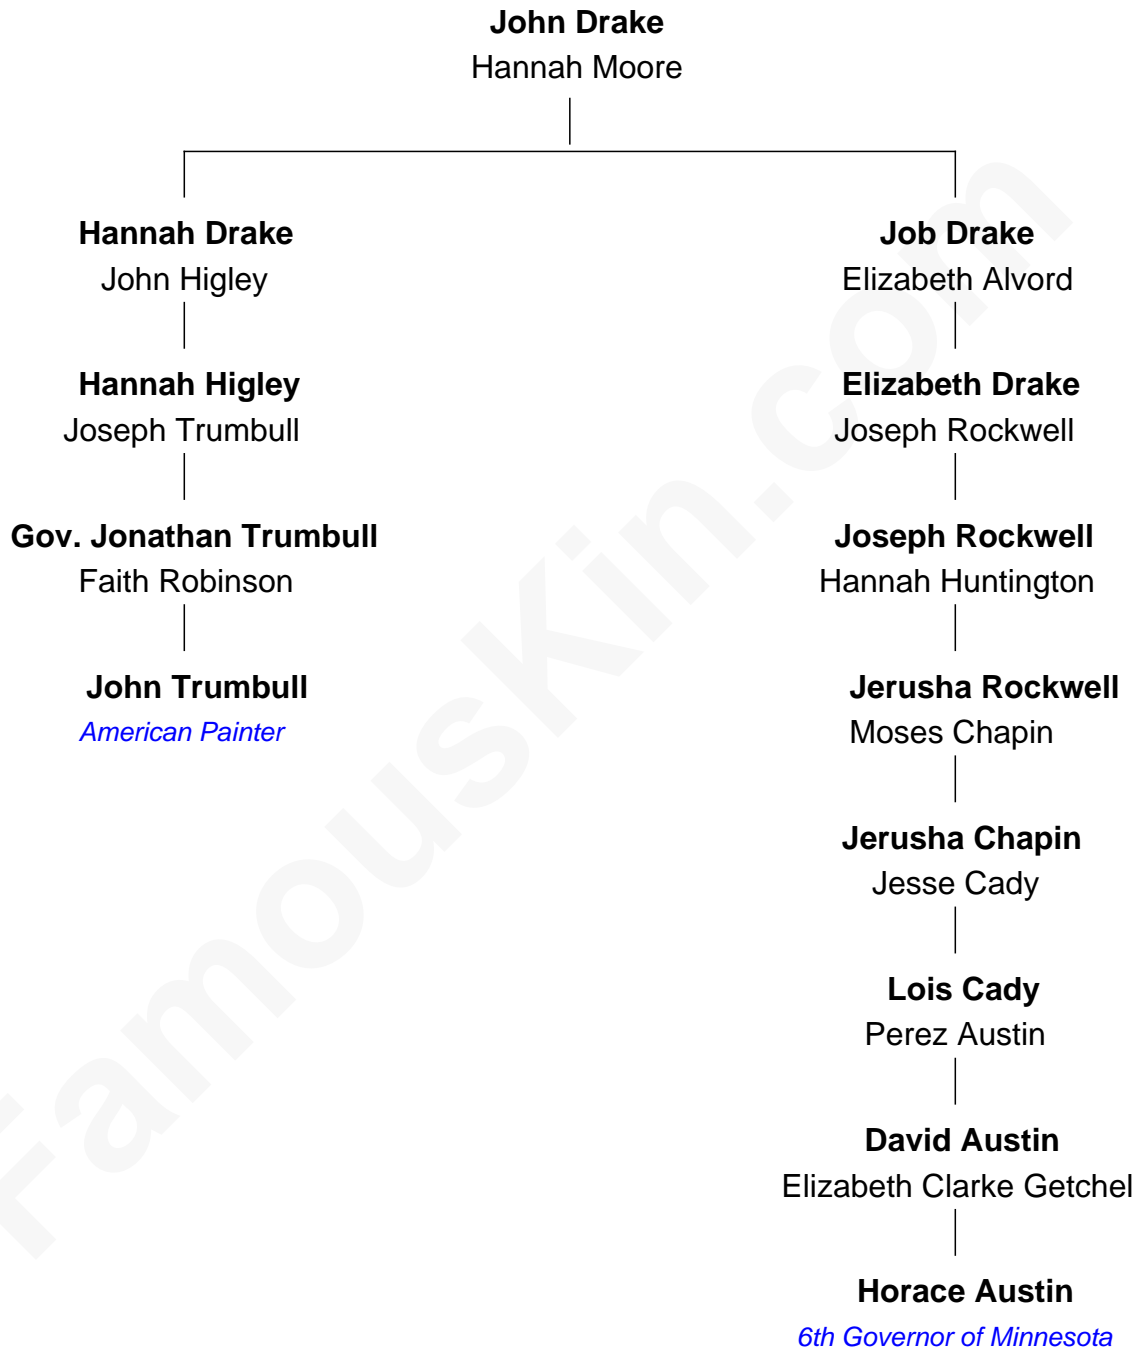 John Drake
Hannah Moore
Hannah Drake
John Higley
Hannah Higley
Joseph Trumbull
Gov. Jonathan Trumbull
Faith Robinson
John Trumbull
American Painter
Job Drake
Elizabeth Alvord
Elizabeth Drake
Joseph Rockwell
Joseph Rockwell
Hannah Huntington
Jerusha Rockwell
Moses Chapin
Jerusha Chapin
Jesse Cady
Lois Cady
Perez Austin
David Austin
Elizabeth Clarke Getchel
Horace Austin
6th Governor of Minnesota
FamousKin.com